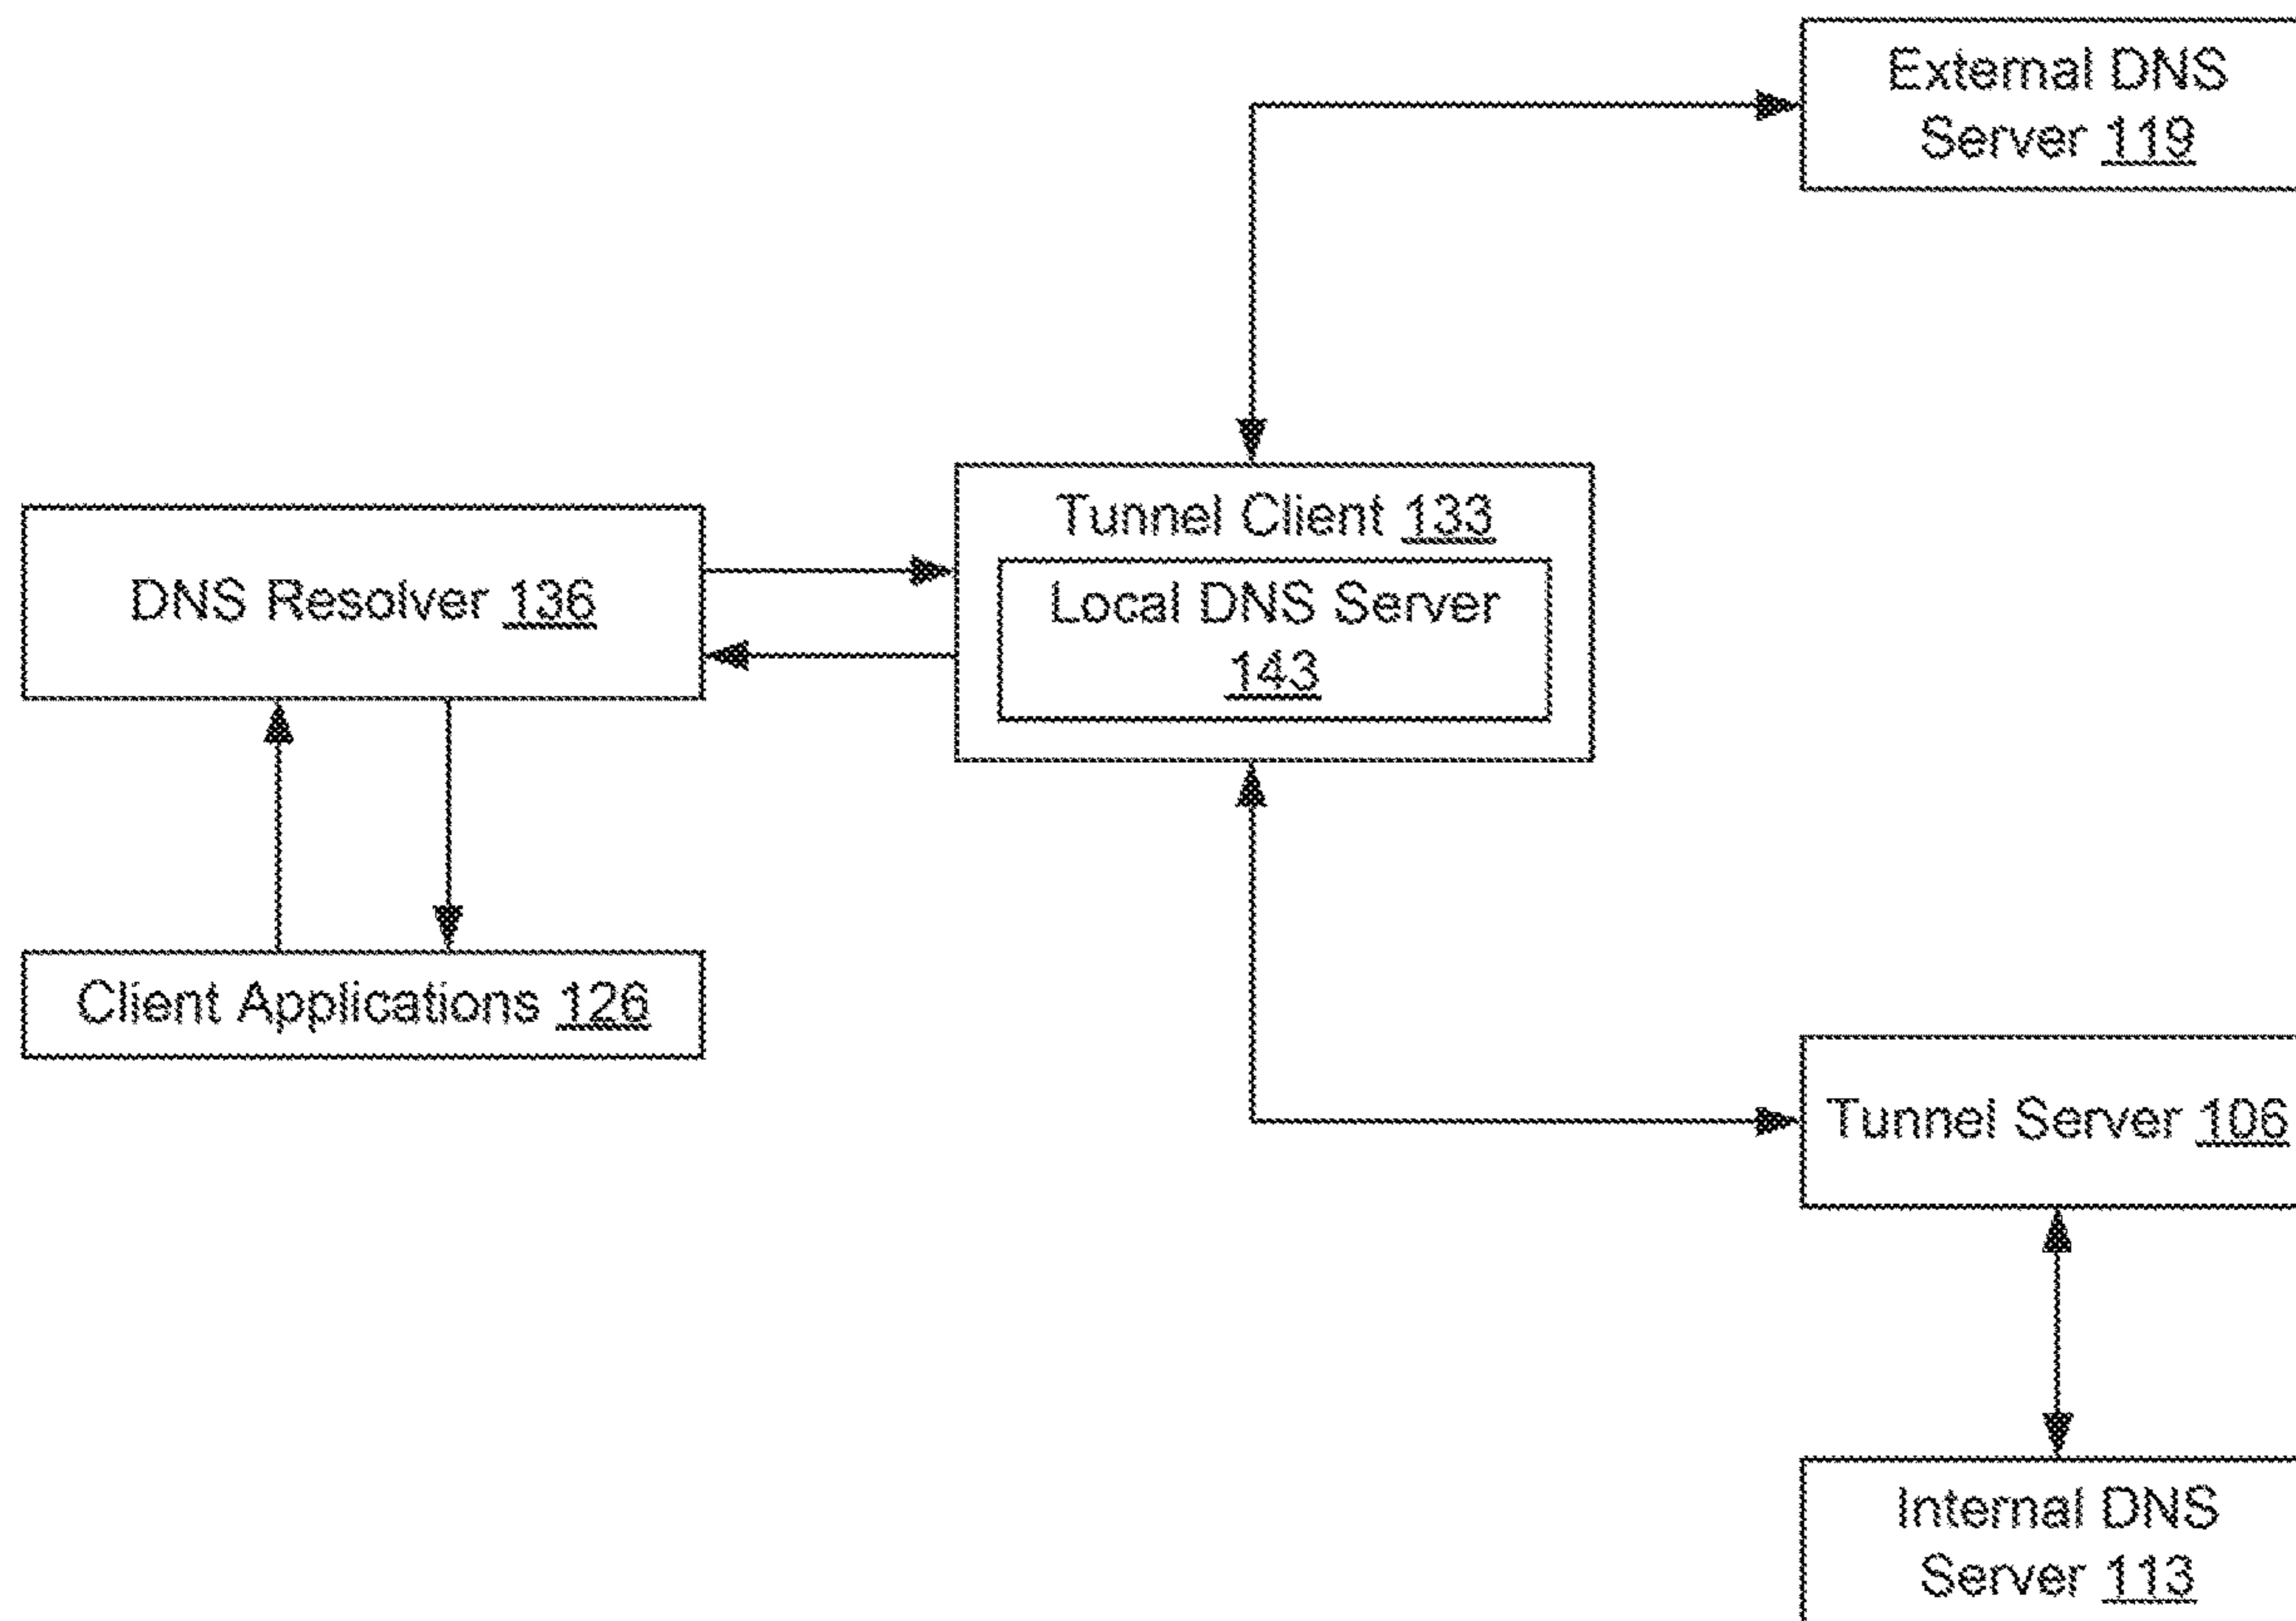 External DNS
Server 119
Tunnel Client 133
Local DNS Server
143
DNS Resolver 136
Client Applications 126
Tunnel Server 106
Internal DNS
Server 113